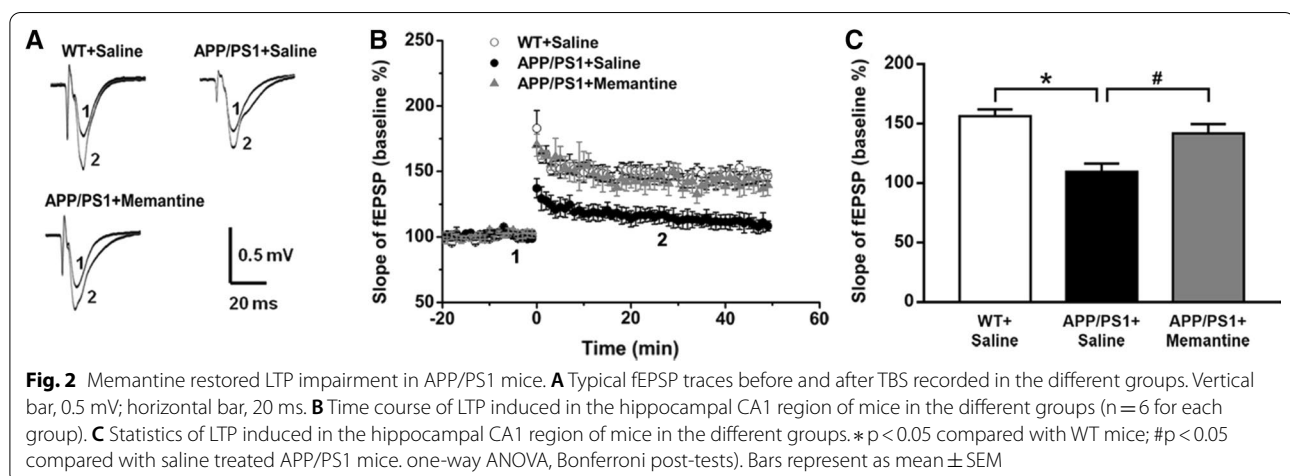 A
WT+Saline
APP/PS1+Saline
1
2
1
2
APP/PS1+Memantine
1
2
0.5 mV
20 ms
B
WT+Saline
APP/PS1+Saline
APP/PS1+Memantine
Slope of fEPSP (baseline %)
250
200
150
100
50
1
2
-20
0
20
40
60
Time (min)
C
Slope of fEPSP (baseline %)
200
150
100
50
0
*
#
WT+
Saline
APP/PS1+
Saline
APP/PS1+
Memantine
Fig. 2 Memantine restored LTP impairment in APP/PS1 mice. A Typical fEPSP traces before and after TBS recorded in the different groups. Vertical
bar, 0.5 mV; horizontal bar, 20 ms. B Time course of LTP induced in the hippocampal CA1 region of mice in the different groups (n = 6 for each
group). C Statistics of LTP induced in the hippocampal CA1 region of mice in the different groups. * p < 0.05 compared with WT mice; #p < 0.05
compared with saline treated APP/PS1 mice. one-way ANOVA, Bonferroni post-tests). Bars represent as mean ± SEM